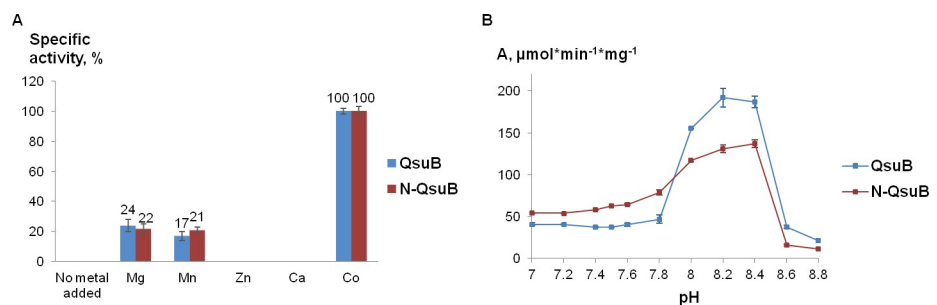 A
Specific
activity, %
120
100
80
60
40
20
0
24
22
17
21
100 100
No metal
added
Mg
Mn
Zn
Ca
Co
QsuB
N-QsuB
B
A, µmol*min⁻¹*mg⁻¹
200
150
100
50
0
7 7.2 7.4 7.6 7.8 8 8.2 8.4 8.6 8.8
pH
QsuB
N-QsuB